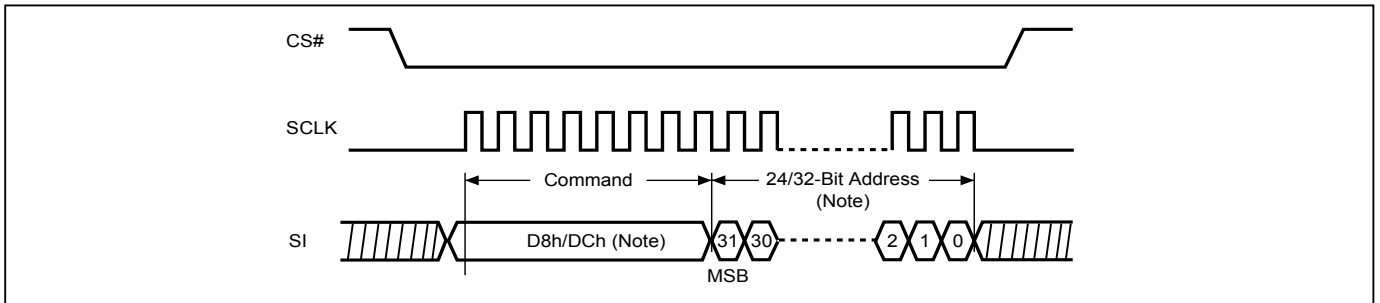 CS#
SCLK
Command
24/32-Bit Address
(Note)
SI
D8h/DCh (Note)
31
30
2
1
0
MSB